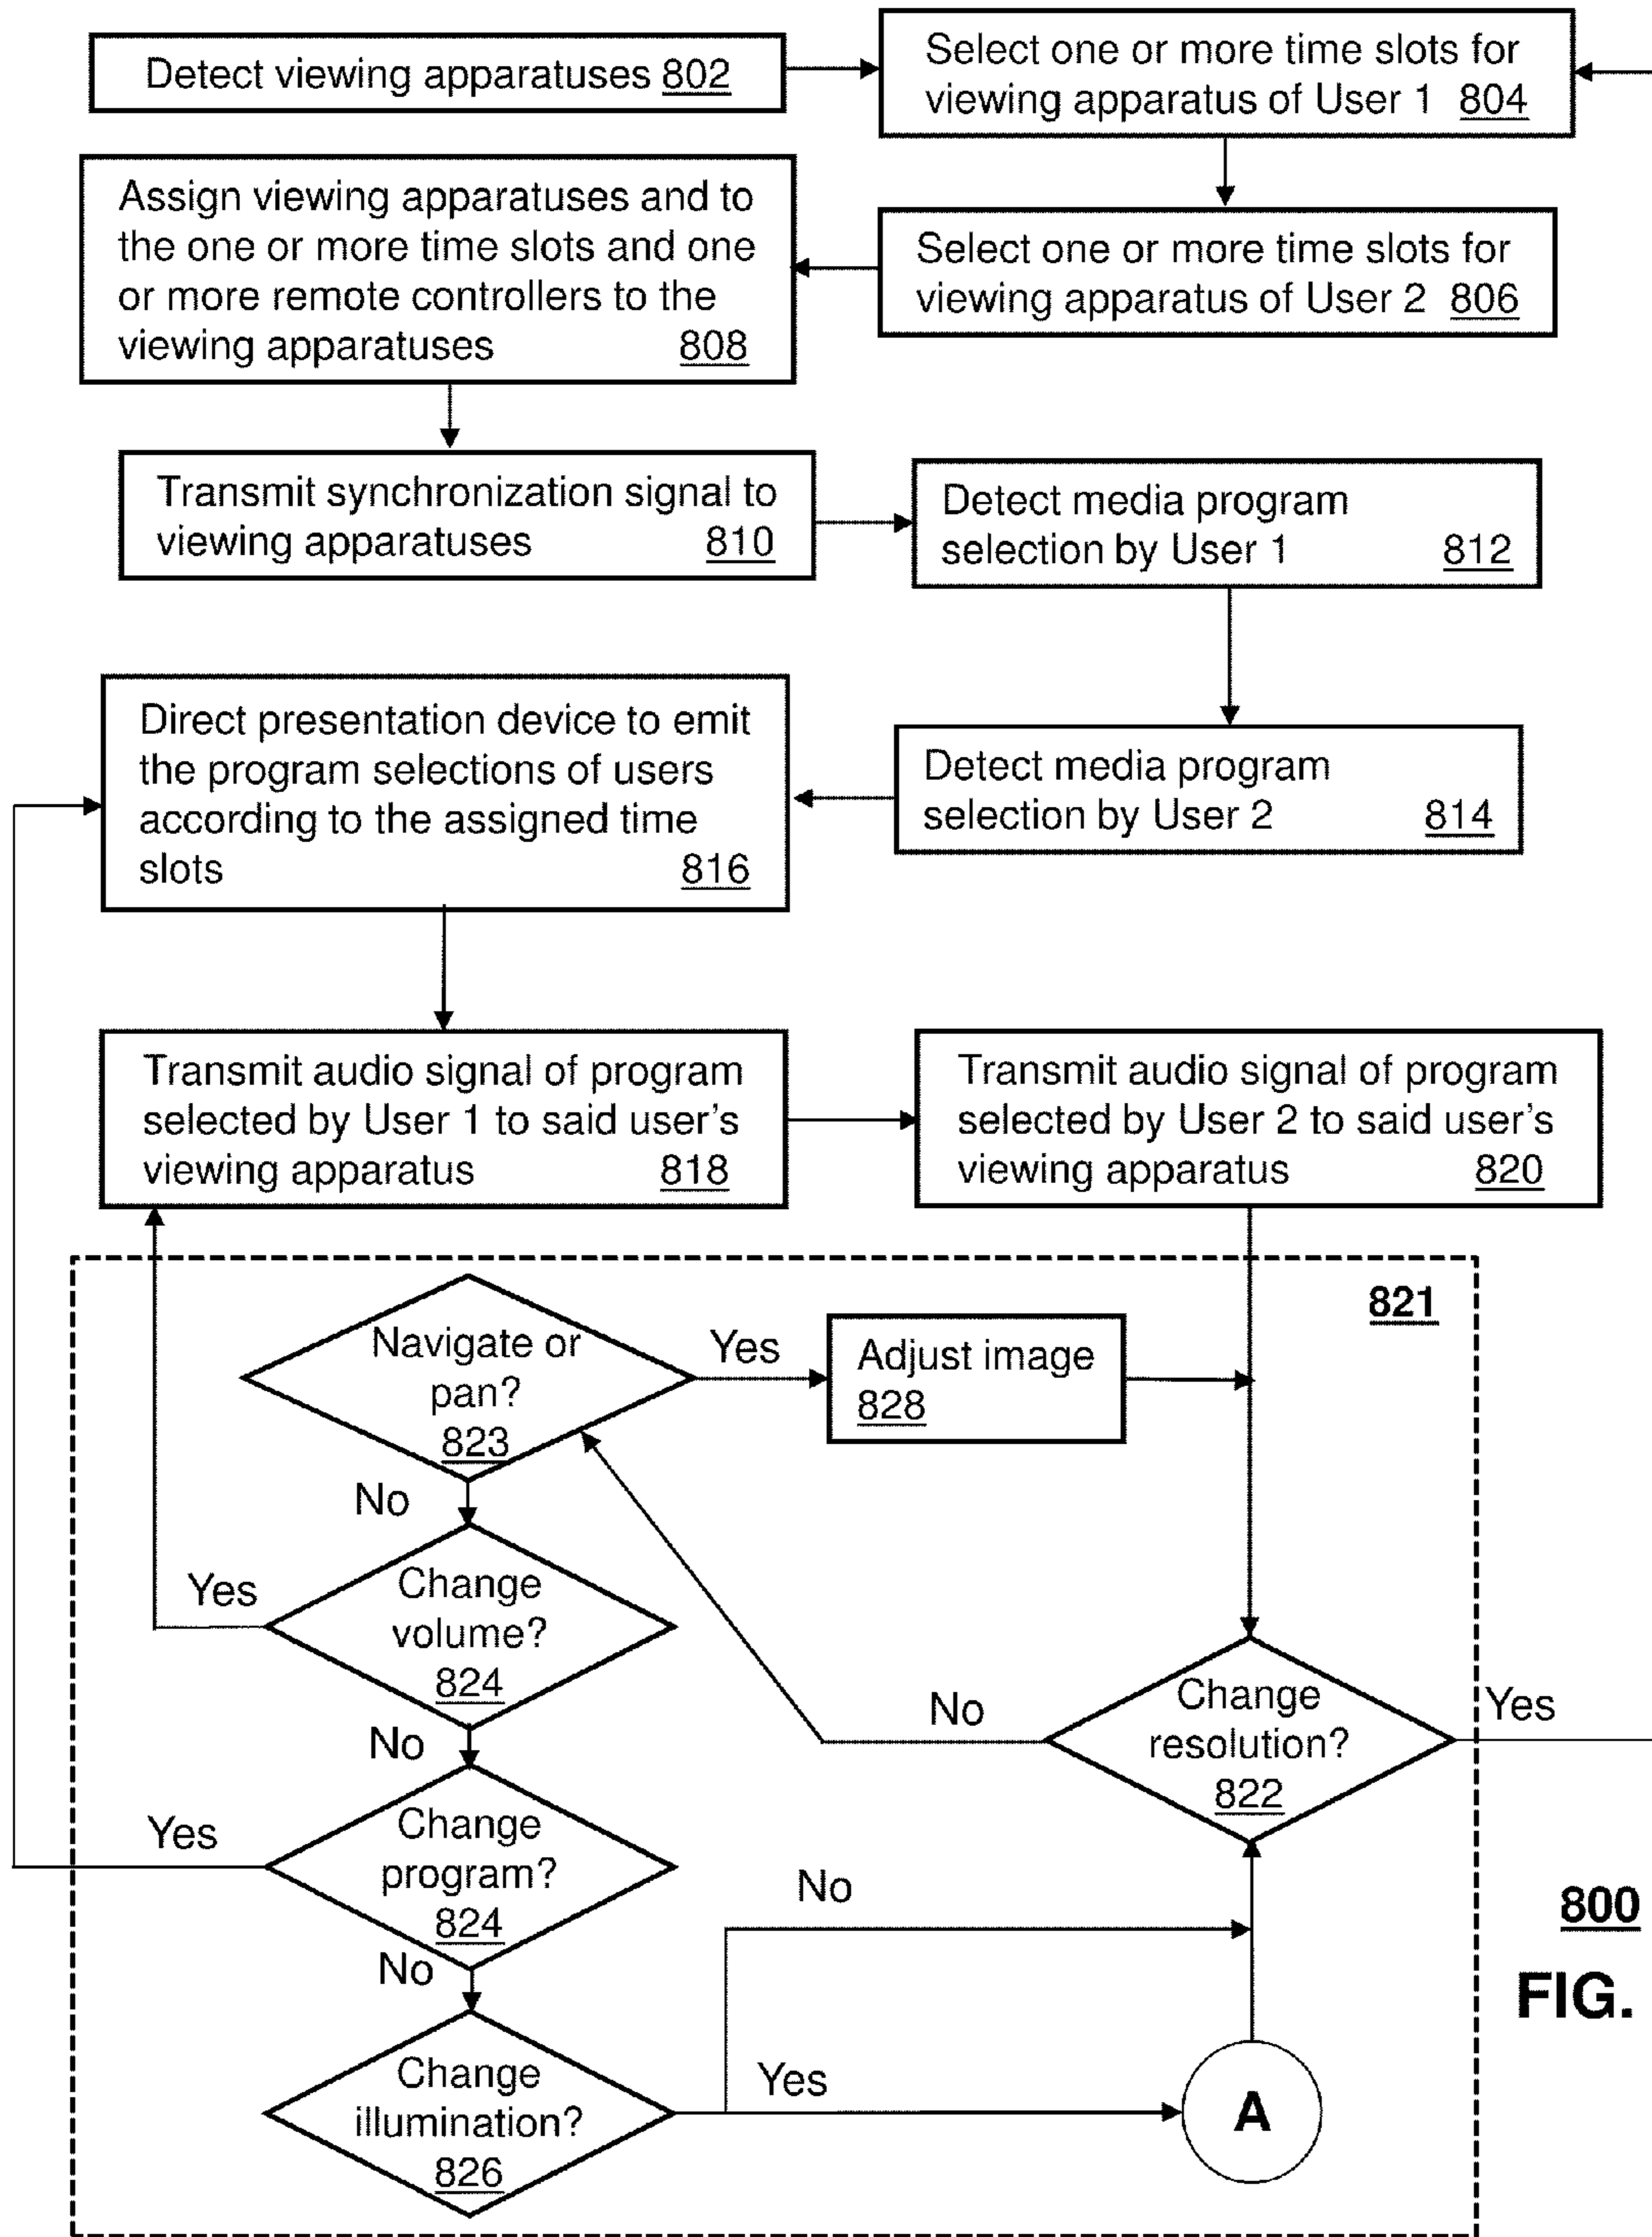 Detect viewing apparatuses 802
Select one or more time slots for
viewing apparatus of User 1 804
Assign viewing apparatuses and to
the one or more time slots and one
or more remote controllers to the
viewing apparatuses 808
Select one or more time slots for
viewing apparatus of User 2 806
Transmit synchronization signal to
viewing apparatuses 810
Detect media program
selection by User 1 812
Direct presentation device to emit
the program selections of users
according to the assigned time
slots 816
Detect media program
selection by User 2 814
Transmit audio signal of program
selected by User 1 to said user's
viewing apparatus 818
Transmit audio signal of program
selected by User 2 to said user's
viewing apparatus 820
821
Navigate or
pan?
823
Yes
Adjust image
828
No
Change
volume?
824
Yes
No
Change
resolution?
822
No
Yes
Change
program?
824
Yes
No
Change
illumination?
826
No
Yes
A
800
FIG.